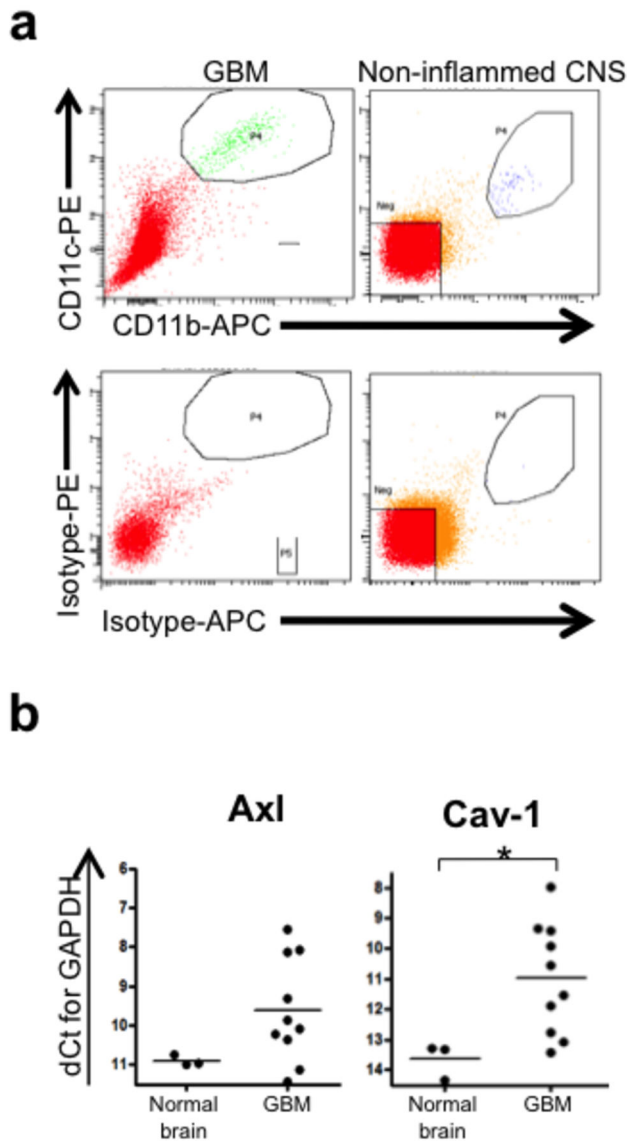 a
GBM
Non-inflammed CNS
CD11c-PE
P4
P4
Neg
CD11b-APC
Isotype-PE
P4
P5
P4
Neg
Isotype-APC
b
Axl
Cav-1
*
dCt for GAPDH
6
7
8
9
10
11
8
9
10
11
12
13
14
Normal brain
GBM
Normal brain
GBM